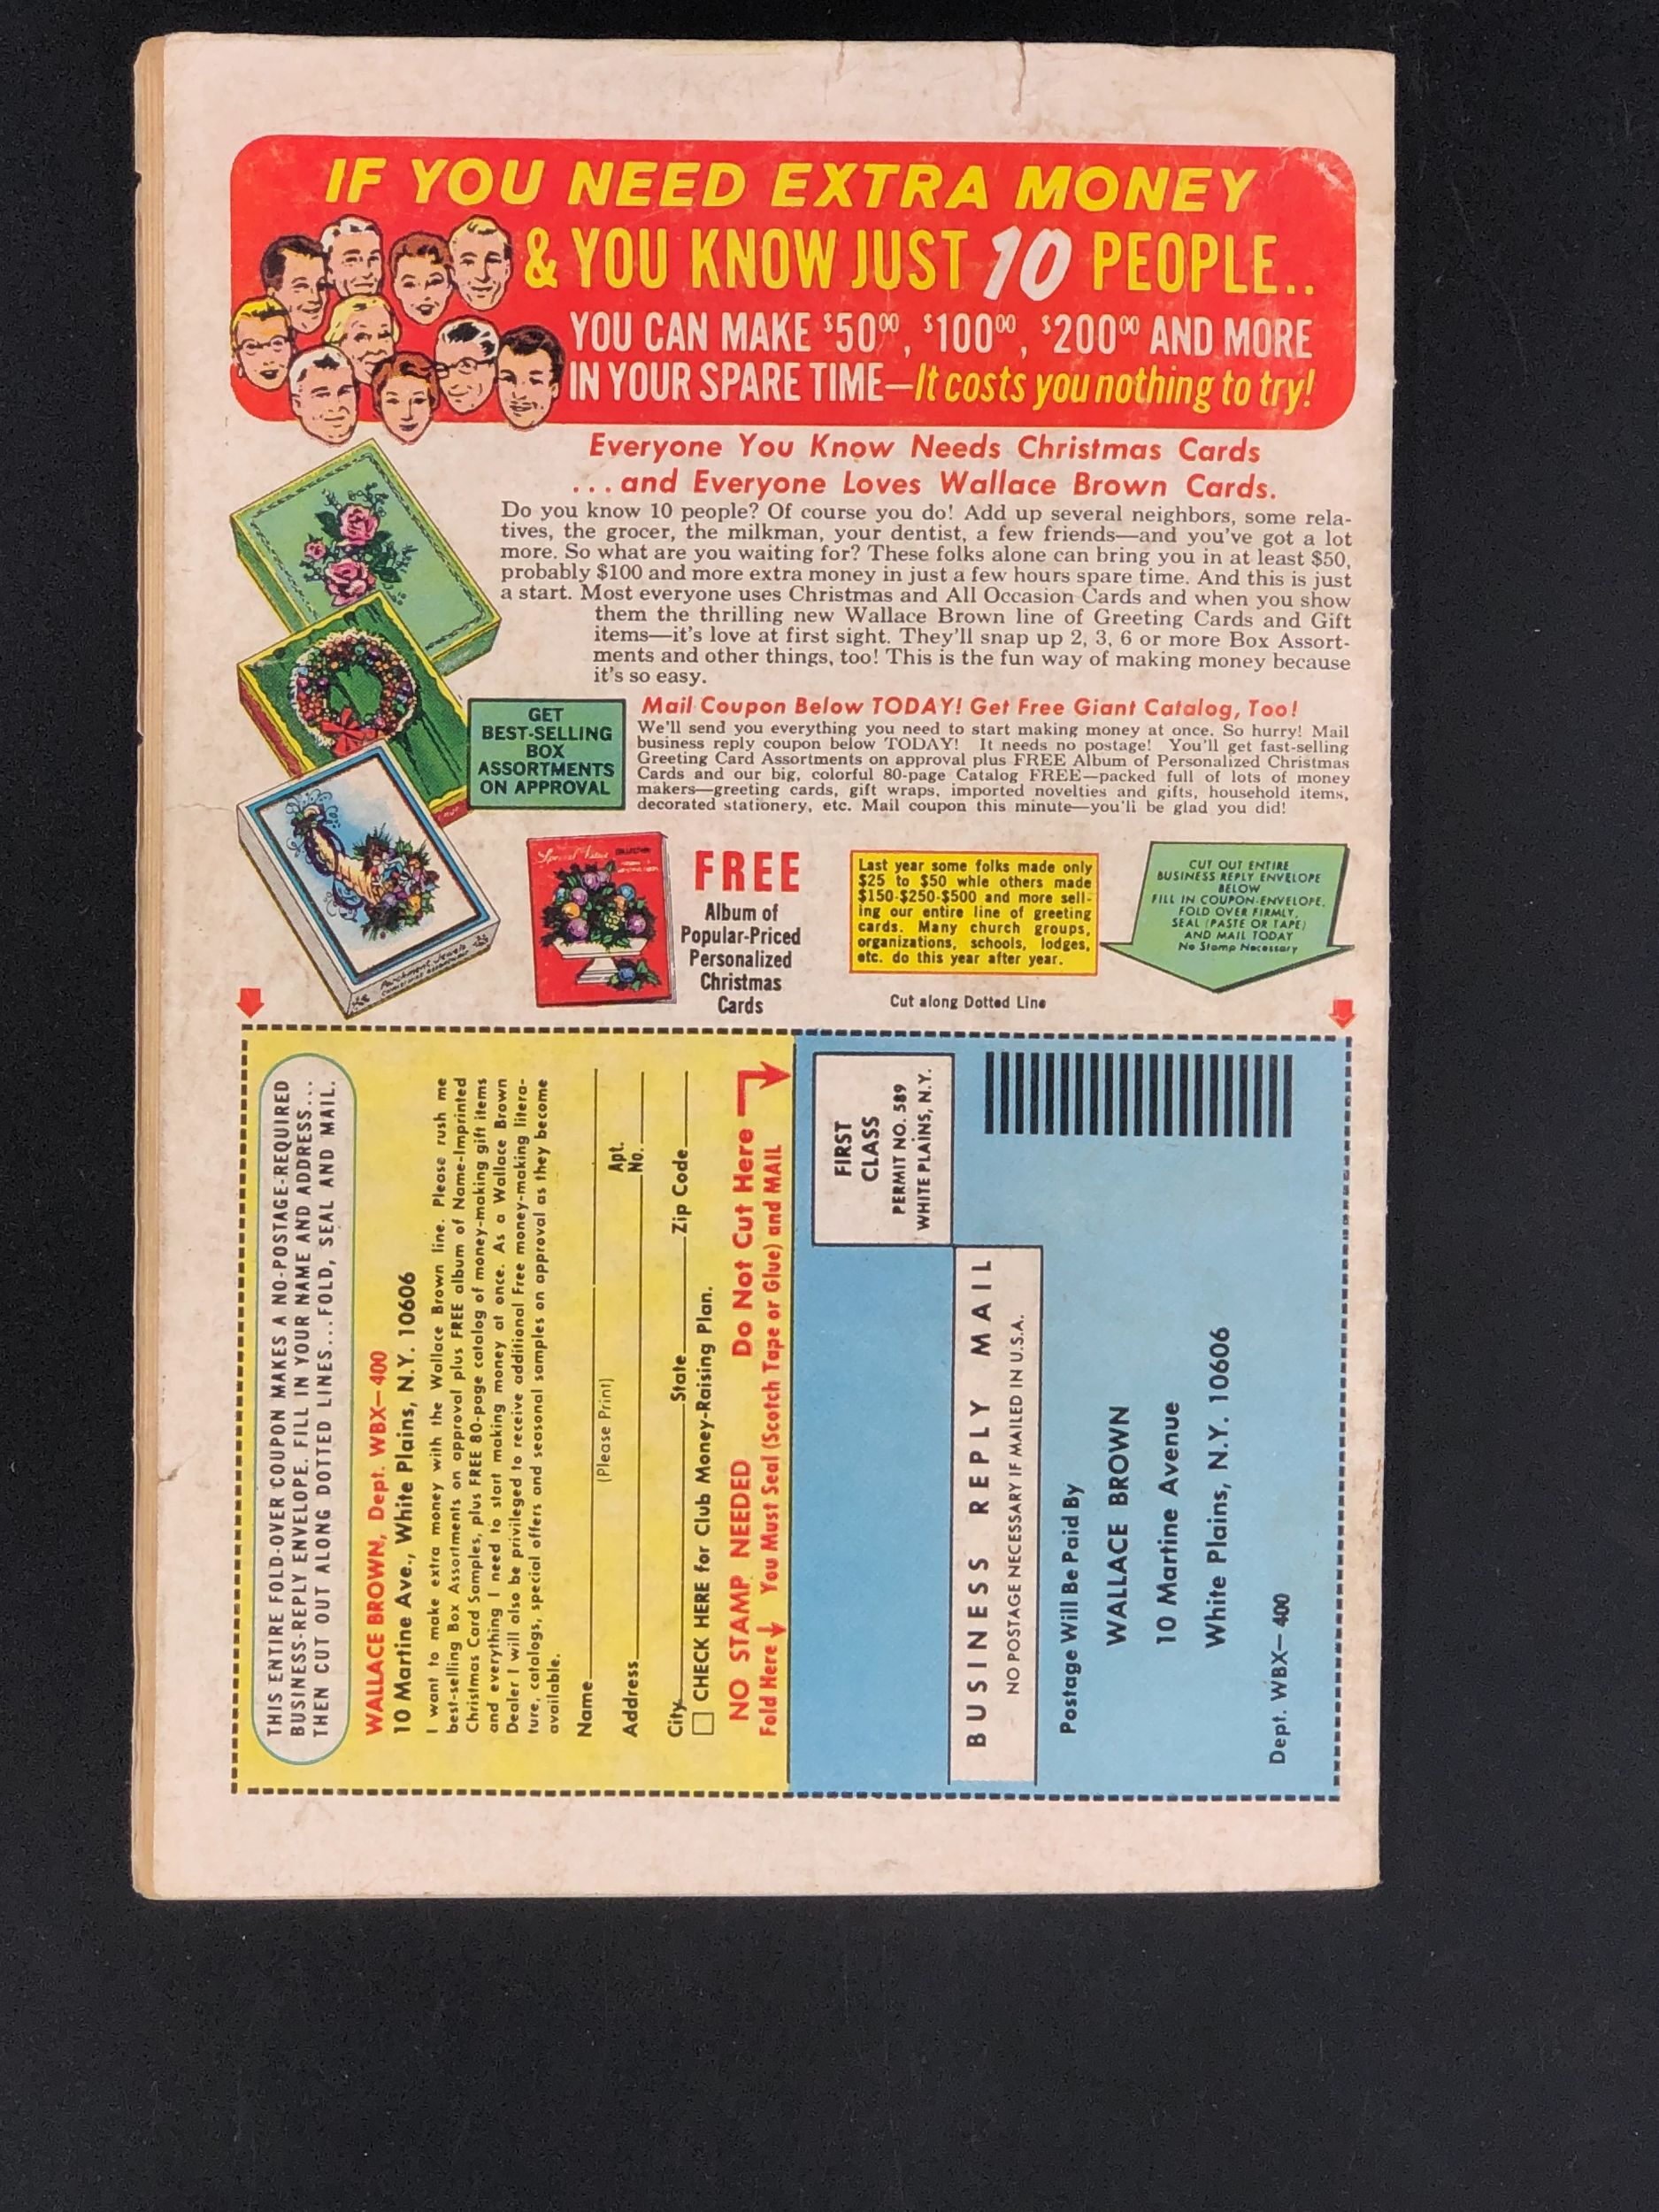 IF YOU NEED EXTRA MONEY
& YOU KNOW JUST 10 PEOPLE..
YOU CAN MAKE $50⁰⁰, $100⁰⁰, $200⁰⁰ AND MORE
IN YOUR SPARE TIME—It costs you nothing to try!
Everyone You Know Needs Christmas Cards
...and Everyone Loves Wallace Brown Cards.
Do you know 10 people? Of course you do! Add up several neighbors, some rela-
tives, the grocer, the milkman, your dentist, a few friends—and you've got a lot
more. So what are you waiting for? These folks alone can bring you in at least $50,
probably $100 and more extra money in just a few hours spare time. And this is just
a start. Most everyone uses Christmas and All Occasion Cards and when you show
them the thrilling new Wallace Brown line of Greeting Cards and Gift
items—it's love at first sight. They'll snap up 2, 3, 6 or more Box Assort-
ments and other things, too! This is the fun way of making money because
it's so easy.
GET
BEST-SELLING
BOX
ASSORTMENTS
ON APPROVAL
Mail Coupon Below TODAY! Get Free Giant Catalog, Too!
We'll send you everything you need to start making money at once. So hurry! Mail
business reply coupon below TODAY! It needs no postage! You'll get fast-selling
Greeting Card Assortments on approval plus FREE Album of Personalized Christmas
Cards and our big, colorful 80-page Catalog FREE—packed full of lots of money
makers—greeting cards, gift wraps, imported novelties and gifts, household items,
decorated stationery, etc. Mail coupon this minute—you'll be glad you did!
Parchment Jewels
CHRISTMAS ASSORTMENT
Special Value
COLLECTION
FREE
Album of
Popular-Priced
Personalized
Christmas
Cards
Last year some folks made only
$25 to $50 whle others made
$150-$250-$500 and more sell-
ing our entire line of greeting
cards. Many church groups,
organizations, schools, lodges,
etc. do this year after year.
CUT OUT ENTIRE
BUSINESS REPLY ENVELOPE
BELOW
FILL IN COUPON-ENVELOPE,
FOLD OVER FIRMLY,
SEAL (PASTE OR TAPE)
AND MAIL TODAY
No Stamp Necessary
Cut along Dotted Line
THIS ENTIRE FOLD-OVER COUPON MAKES A NO-POSTAGE-REQUIRED
BUSINESS-REPLY ENVELOPE. FILL IN YOUR NAME AND ADDRESS...
THEN CUT OUT ALONG DOTTED LINES...FOLD, SEAL AND MAIL.
WALLACE BROWN, Dept. WBX—400
10 Martine Ave., White Plains, N.Y. 10606
I want to make extra money with the Wallace Brown line. Please rush me
best-selling Box Assortments on approval plus FREE album of Name-Imprinted
Christmas Card Samples, plus FREE 80-page catalog of money-making gift items
and everything I need to start making money at once. As a Wallace Brown
Dealer I will also be privileged to receive additional Free money-making litera-
ture, catalogs, special offers and seasonal samples on approval as they become
available.
Name
(Please Print)
Address Apt. No.
City State Zip Code
CHECK HERE for Club Money-Raising Plan.
NO STAMP NEEDED Do Not Cut Here
Fold Here You Must Seal (Scotch Tape or Glue) and MAIL
FIRST
CLASS
PERMIT NO. 589
WHITE PLAINS, N.Y.
BUSINESS REPLY MAIL
NO POSTAGE NECESSARY IF MAILED IN U.S.A.
Postage Will Be Paid By
WALLACE BROWN
10 Martine Avenue
White Plains, N.Y. 10606
Dept. WBX—400